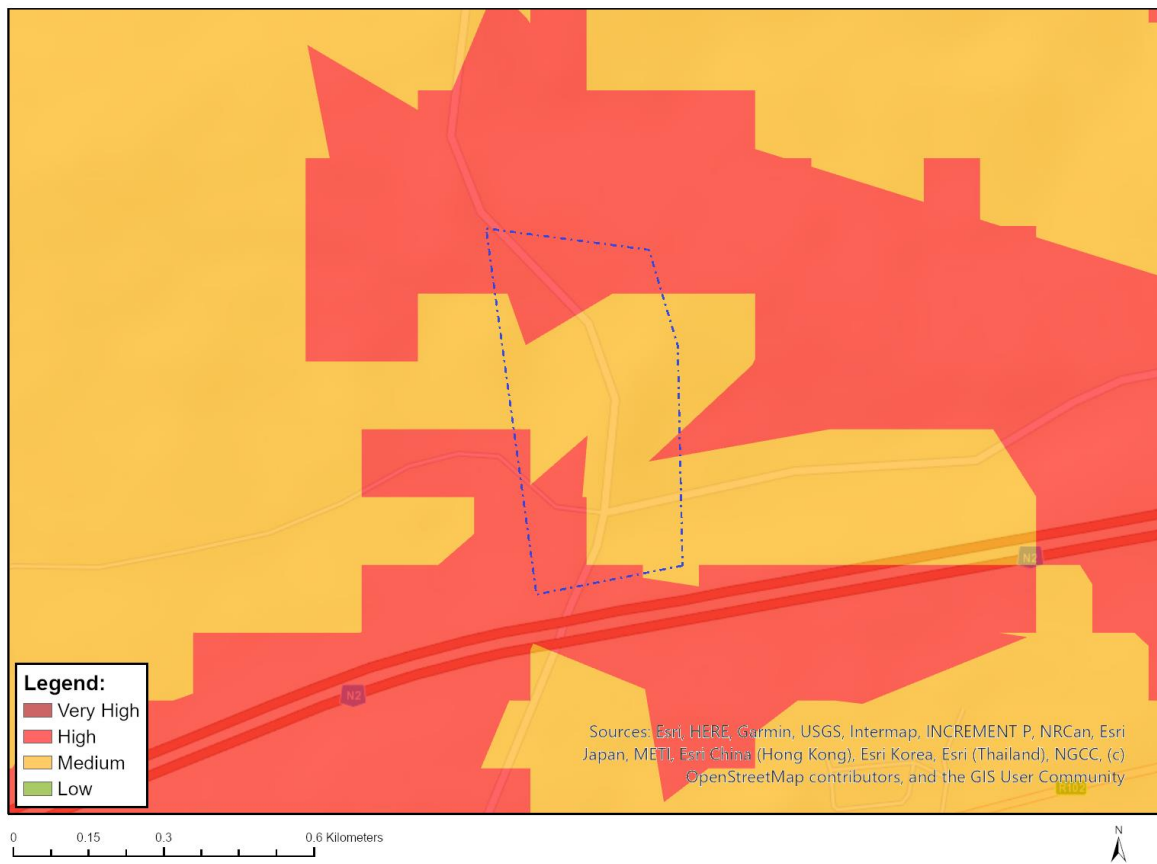 N2
N2
Legend:
Very High
High
Medium
Low
Sources: Esri, HERE, Garmin, USGS, Intermap, INCREMENT P, NRCan, Esri
Japan, METI, Esri China (Hong Kong), Esri Korea, Esri (Thailand), NGCC, (c)
OpenStreetMap contributors, and the GIS User Community
R102
0 0.15 0.3 0.6 Kilometers
N